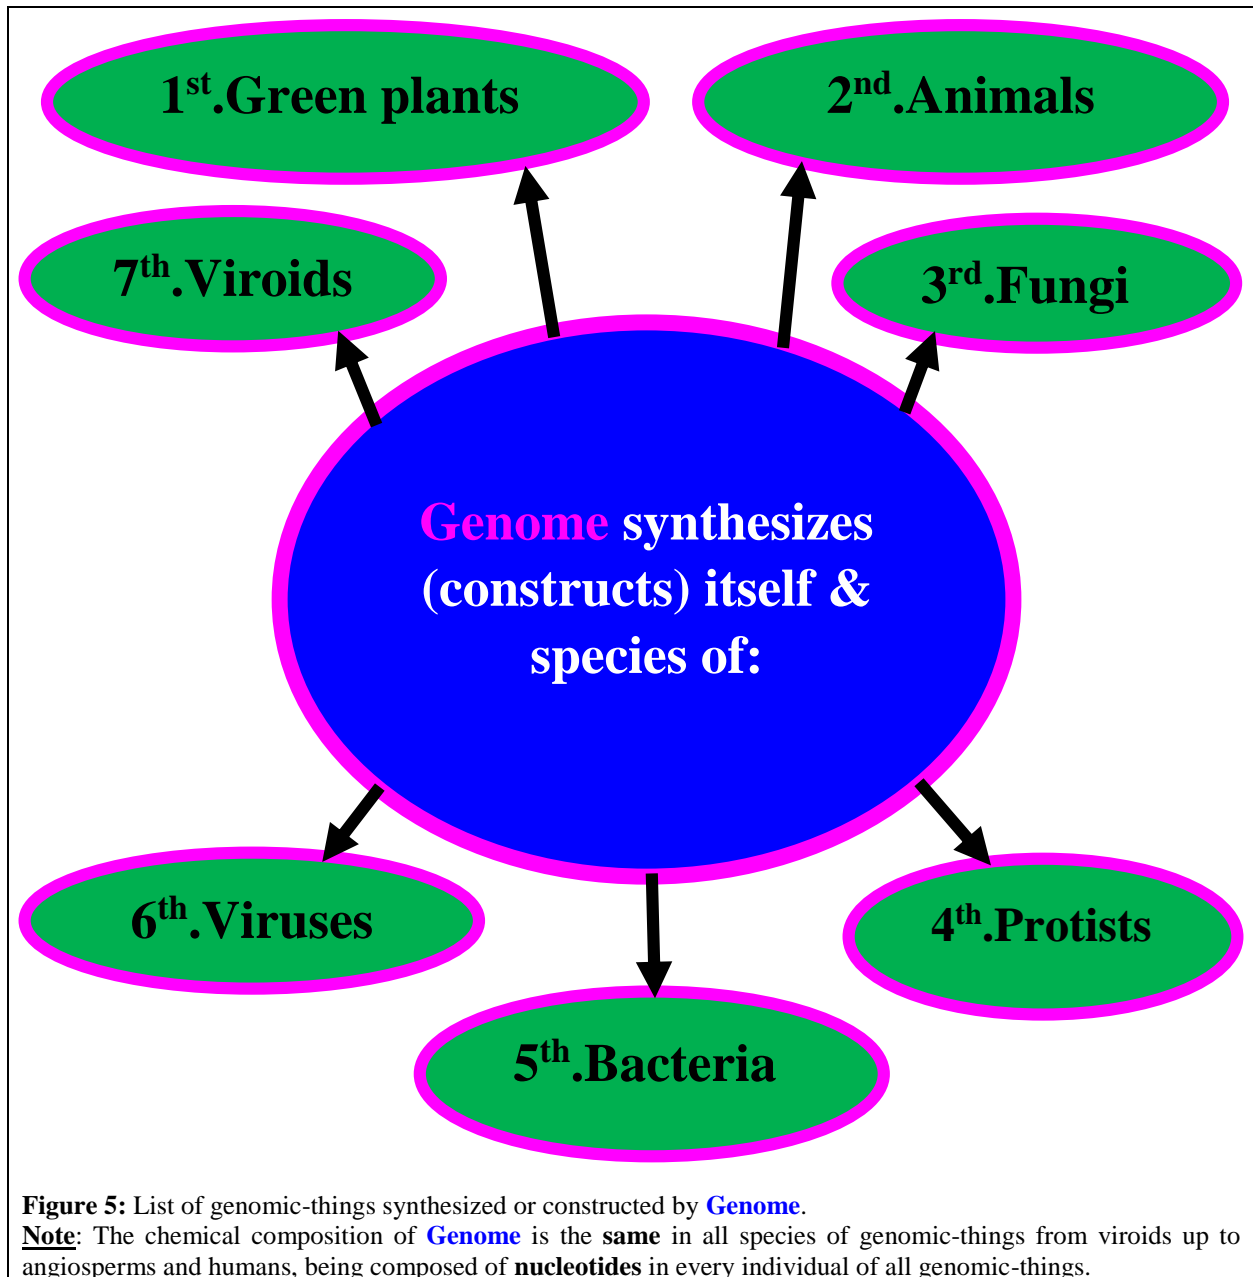 1st.Green plants
2nd.Animals
7th.Viroids
3rd.Fungi
Genome synthesizes
(constructs) itself &
species of:
6th.Viruses
4th.Protists
5th.Bacteria
Figure 5: List of genomic-things synthesized or constructed by Genome.
Note: The chemical composition of Genome is the same in all species of genomic-things from viroids up to
angiosperms and humans, being composed of nucleotides in every individual of all genomic-things.